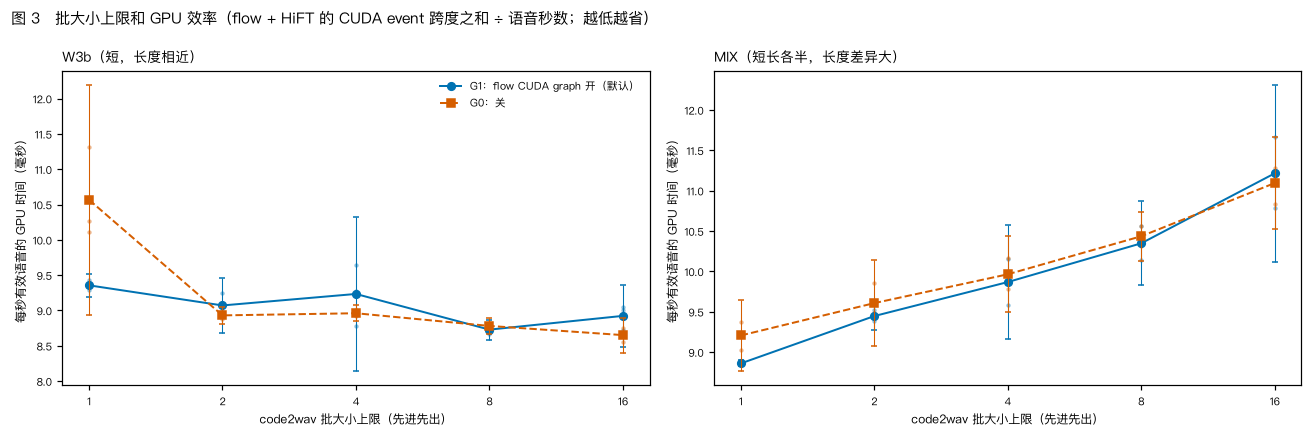 图 3　批大小上限和 GPU 效率（flow + HiFT 的 CUDA event 跨度之和 ÷ 语音秒数；越低越省）
W3b（短，长度相近）
每秒有效语音的 GPU 时间（毫秒）
12.0
11.5
11.0
10.5
10.0
9.5
9.0
8.5
8.0
G1：flow CUDA graph 开（默认）
G0：关
1 2 4 8 16
code2wav 批大小上限（先进先出）
MIX（短长各半，长度差异大）
每秒有效语音的 GPU 时间（毫秒）
12.0
11.5
11.0
10.5
10.0
9.5
9.0
1 2 4 8 16
code2wav 批大小上限（先进先出）